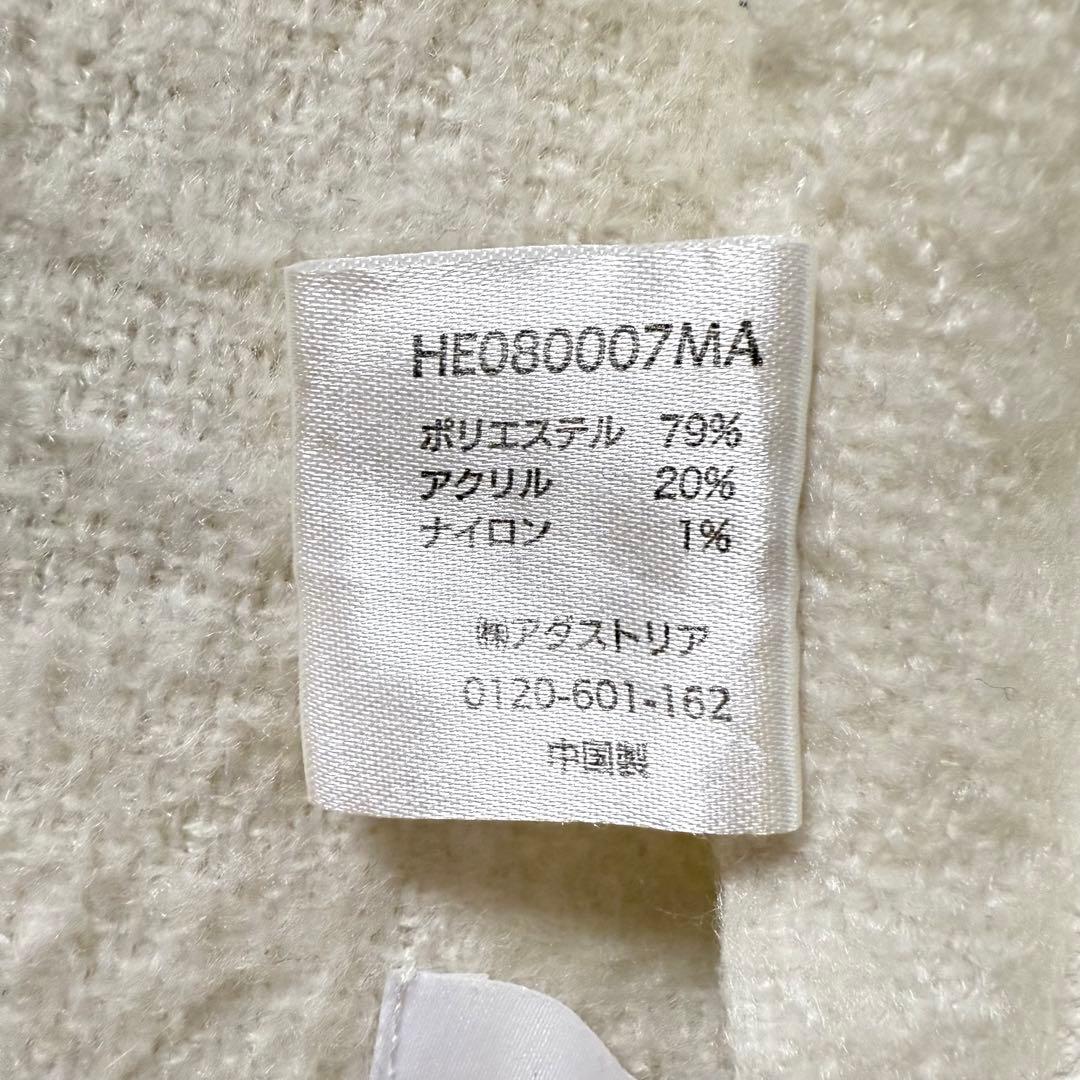 HE080007MA
ポリエステル 79%
アクリル 20%
ナイロン 1%
㈱アダストリア
0120-601-162
中国製